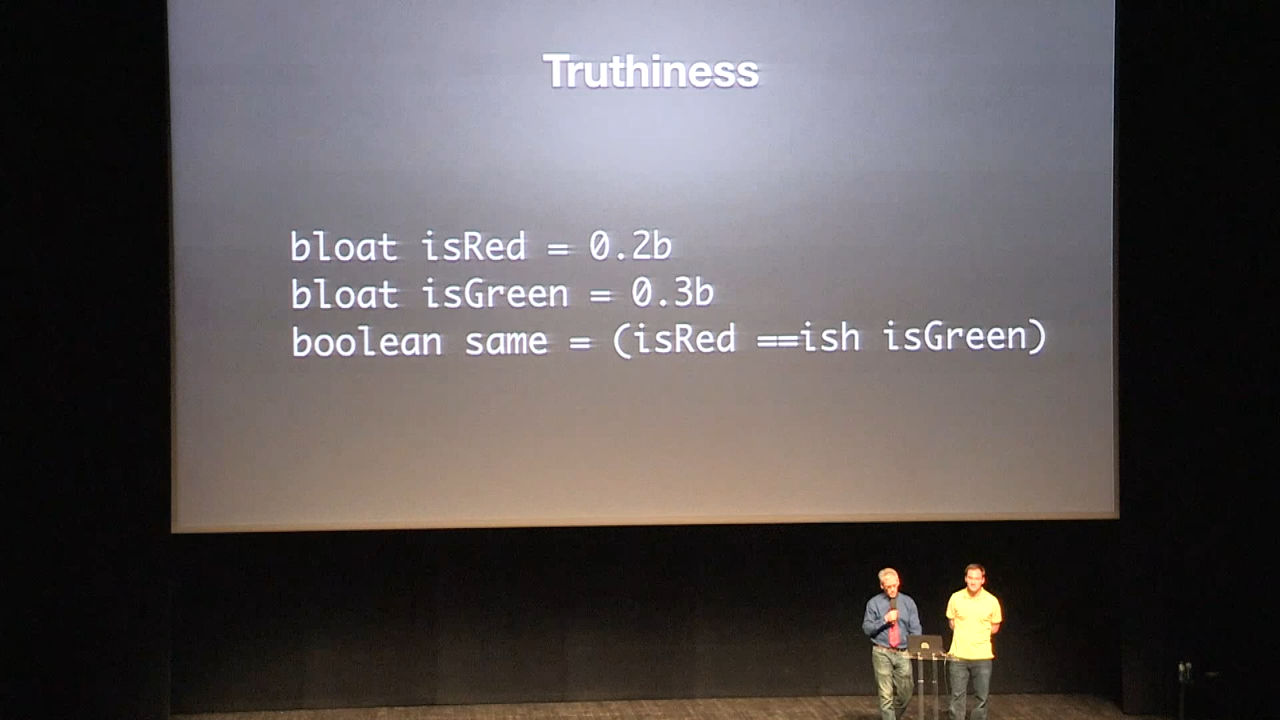 Truthiness
bloat isRed = 0.2b
bloat isGreen = 0.3b
boolean same = (isRed ==ish isGreen)